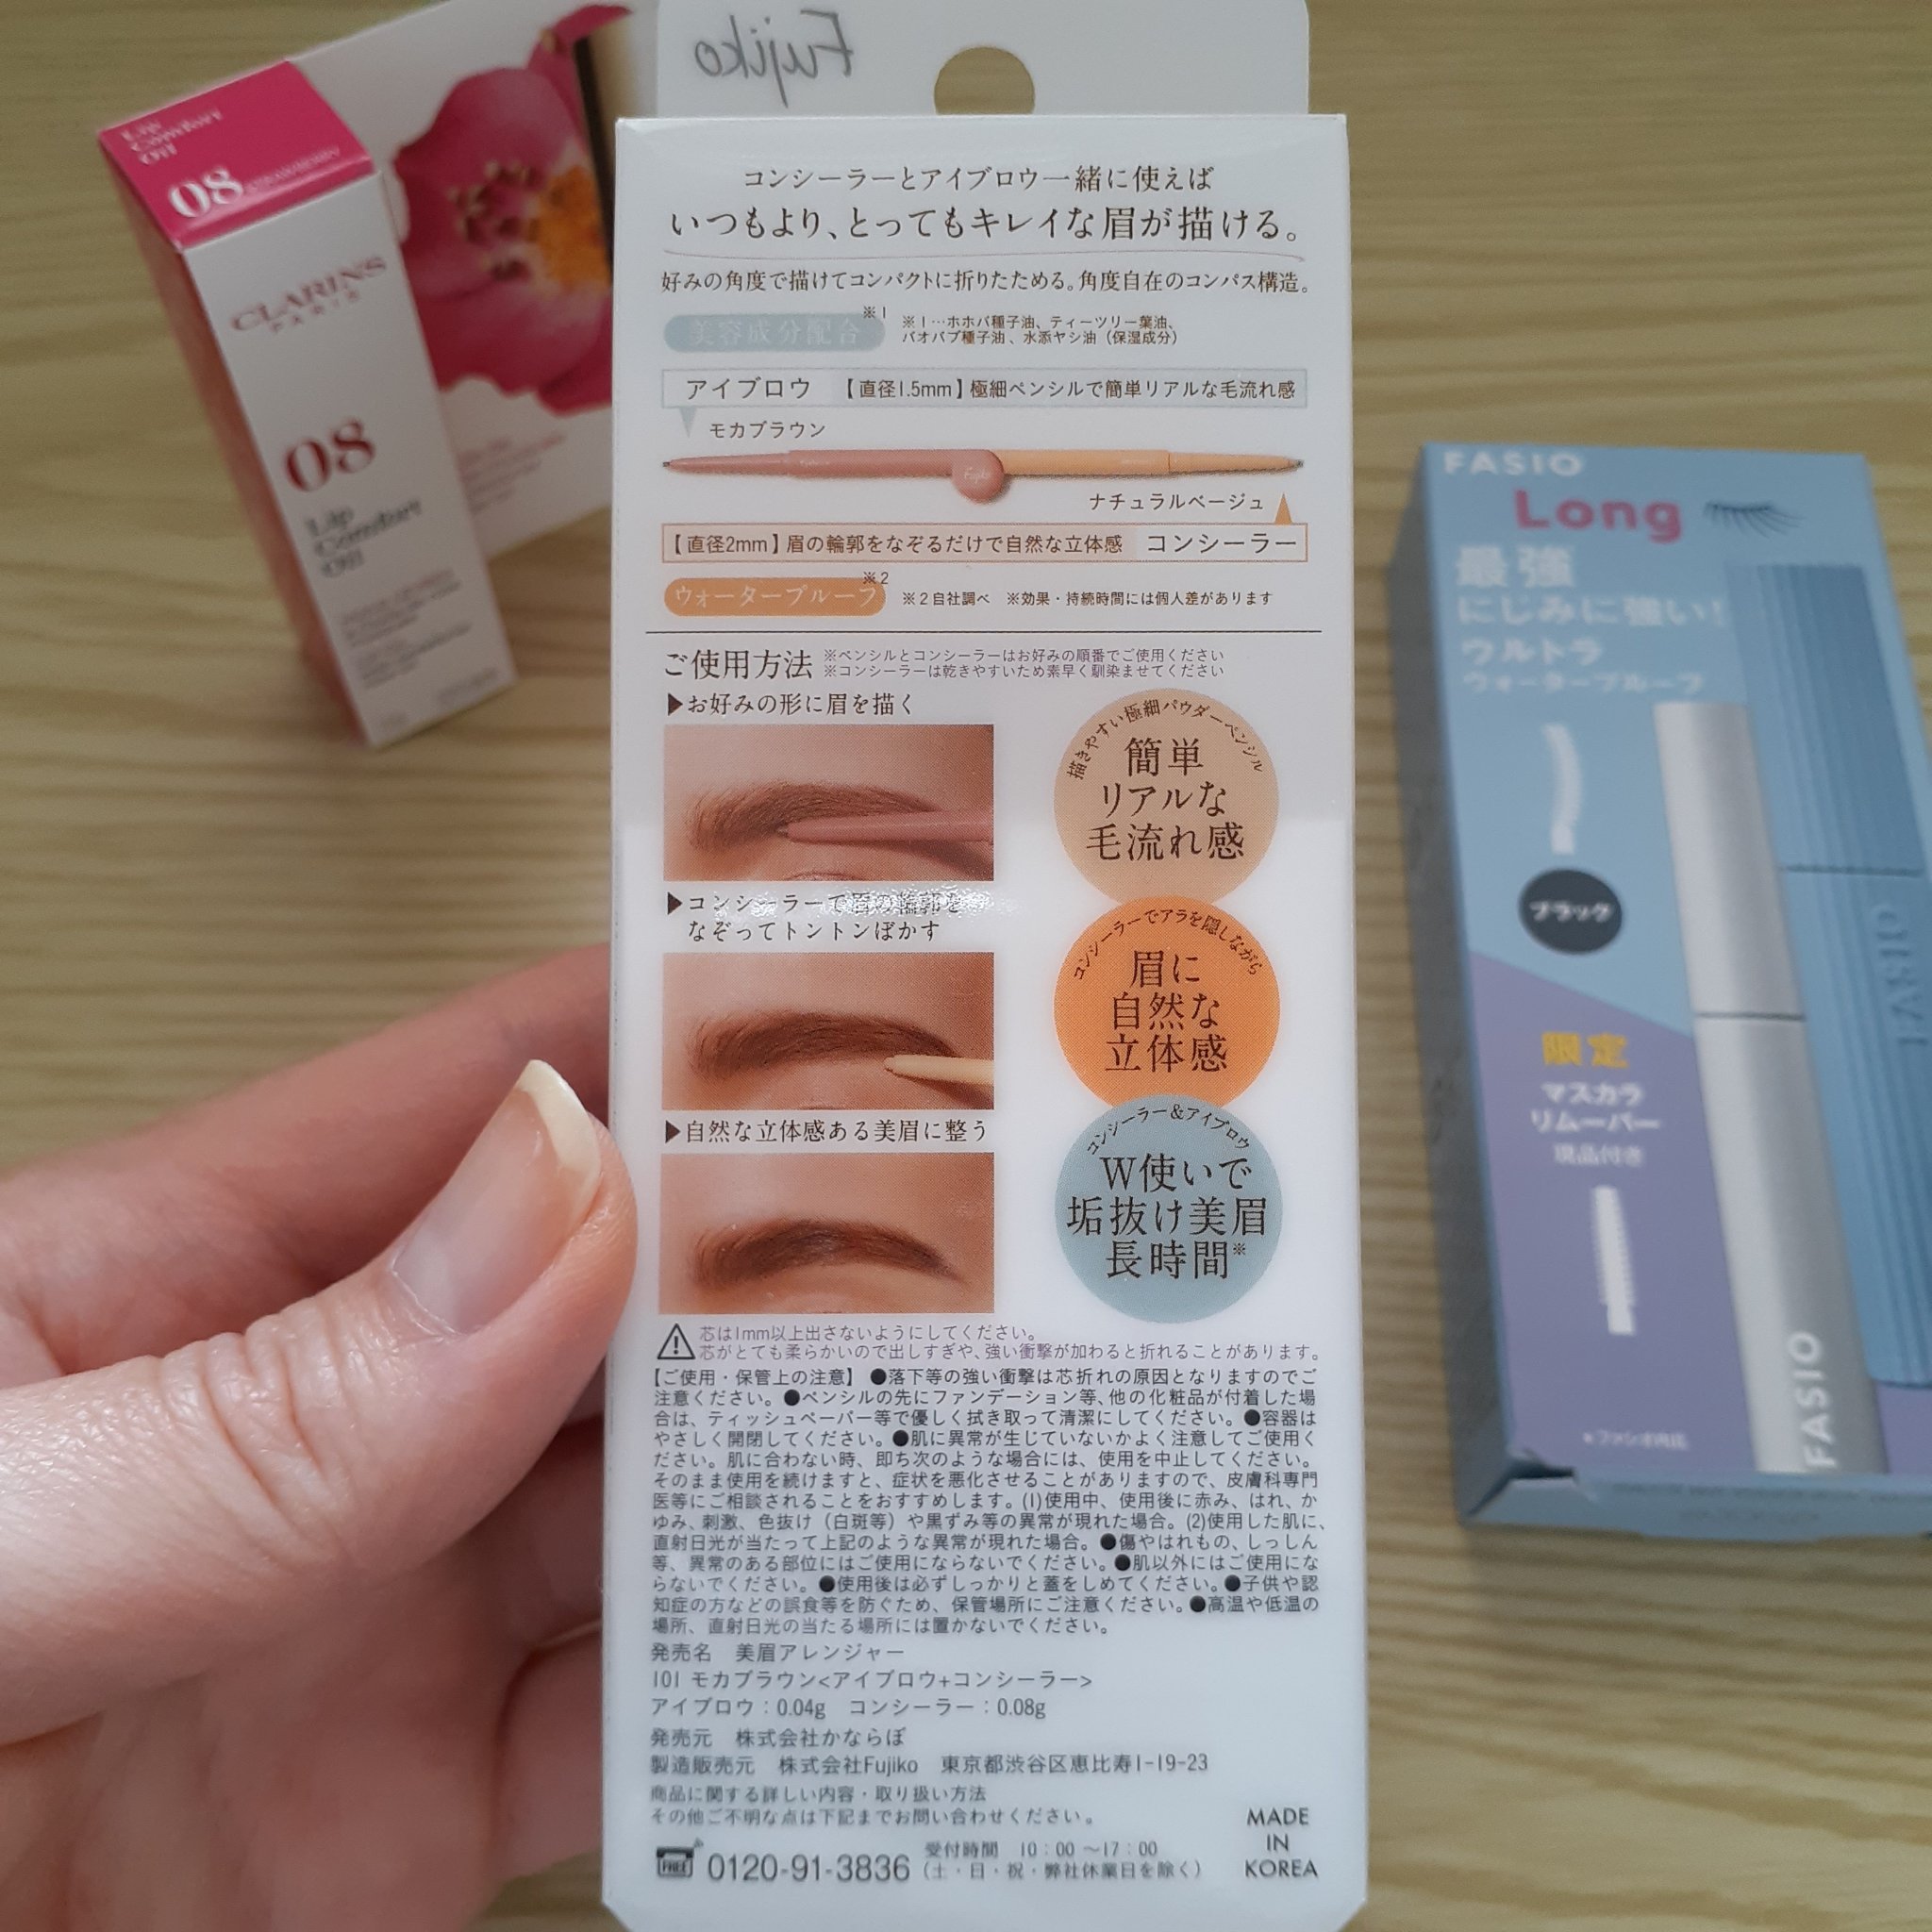 Fujiko
コンシーラーとアイブロウ一緒に使えば
いつもより、とってもキレイな眉が描ける。
好みの角度で描けてコンパクトに折りたためる。角度自在のコンパス構造。
美容成分配合※1
※1…ホホバ種子油、ティーツリー葉油、
バオバブ種子油、水添ヤシ油（保湿成分）
アイブロウ 【直径1.5mm】極細ペンシルで簡単リアルな毛流れ感
モカブラウン
Fujiko
ナチュラルベージュ
【直径2mm】眉の輪郭をなぞるだけで自然な立体感 コンシーラー
ウォータープルーフ※2
※2自社調べ ※効果・持続時間には個人差があります
ご使用方法
※ペンシルとコンシーラーはお好みの順番でご使用ください
※コンシーラーは乾きやすいため素早く馴染ませてください
▶お好みの形に眉を描く
描きやすい極細パウダーペンシル
簡単
リアルな
毛流れ感
▶コンシーラーで眉の輪郭を
なぞってトントンぼかす
コンシーラーでアラを隠しながら
眉に
自然な
立体感
▶自然な立体感ある美眉に整う
コンシーラー&アイブロウ
W使いで
垢抜け美眉
長時間※
芯は1mm以上出さないようにしてください。
芯がとても柔らかいので出しすぎや、強い衝撃が加わると折れることがあります。
【ご使用・保管上の注意】 ●落下等の強い衝撃は芯折れの原因となりますのでご
注意ください。●ペンシルの先にファンデーション等、他の化粧品が付着した場
合は、ティッシュペーパー等で優しく拭き取って清潔にしてください。●容器は
やさしく開閉してください。●肌に異常が生じていないかよく注意してご使用く
ださい。肌に合わない時、即ち次のような場合には、使用を中止してください。
そのまま使用を続けますと、症状を悪化させることがありますので、皮膚科専門
医等にご相談されることをおすすめします。(1)使用中、使用後に赤み、はれ、か
ゆみ、刺激、色抜け（白斑等）や黒ずみ等の異常が現れた場合。(2)使用した肌に、
直射日光が当たって上記のような異常が現れた場合。●傷やはれもの、しっしん
等、異常のある部位にはご使用にならないでください。●肌以外にはご使用にな
らないでください。●使用後は必ずしっかりと蓋をしめてください。●子供や認
知症の方などの誤食等を防ぐため、保管場所にご注意ください。●高温や低温の
場所、直射日光の当たる場所には置かないでください。
発売名 美眉アレンジャー
101 モカブラウン<アイブロウ+コンシーラー>
アイブロウ：0.04g コンシーラー：0.08g
発売元 株式会社かならぼ
製造販売元 株式会社Fujiko 東京都渋谷区恵比寿1-19-23
商品に関する詳しい内容・取り扱い方法
その他ご不明な点は下記までお問い合わせください。
FREE 0120-91-3836
受付時間 10：00～17：00
（土・日・祝・弊社休業日を除く）
MADE
IN
KOREA
Lip
Comfort
Oil
08
CLARINS
PARIS
08
Lip
Comfort
Oil
FASIO
Long
最強
にじみに強い!
ウルトラ
ウォータープルーフ
ブラック
限定
マスカラ
リムーバー
現品付き
FASIO
FASIO